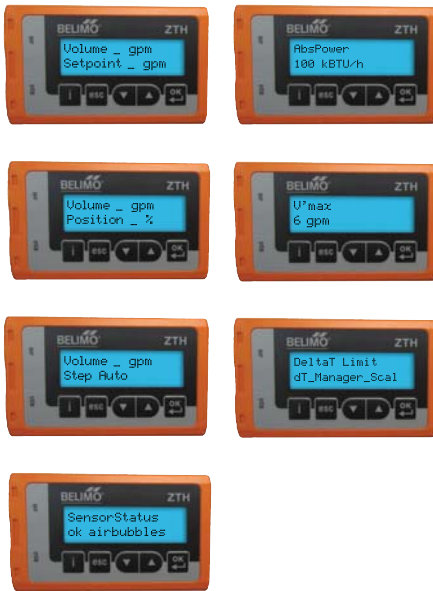 BELIMO ZTH
Volume _ gpm
Setpoint _ gpm
i esc OK
BELIMO ZTH
AbsPower
100 kBTU/h
i esc OK
BELIMO ZTH
Volume _ gpm
Position _ %
i esc OK
BELIMO ZTH
V'max
6 gpm
i esc OK
BELIMO ZTH
Volume _ gpm
Step Auto
i esc OK
BELIMO ZTH
DeltaT Limit
dT_Manager_Scal
i esc OK
BELIMO ZTH
SensorStatus
ok airbubbles
i esc OK